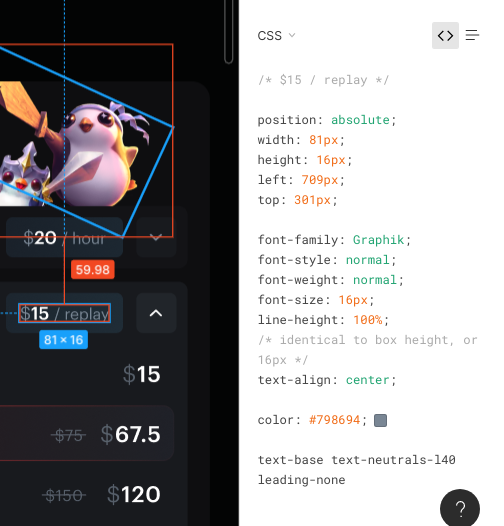 CSS
/* $15 / replay */
position: absolute;
width: 81px;
height: 16px;
left: 709px;
top: 301px;
font-family: Graphik;
font-style: normal;
font-weight: normal;
font-size: 16px;
line-height: 100%;
/* identical to box height, or
16px */
text-align: center;
color: #798694;
text-base text-neutrals-l40
leading-none
?
$20 / hour
59.98
$15 / replay
81 × 16
$15
$75 $67.5
$150 $120